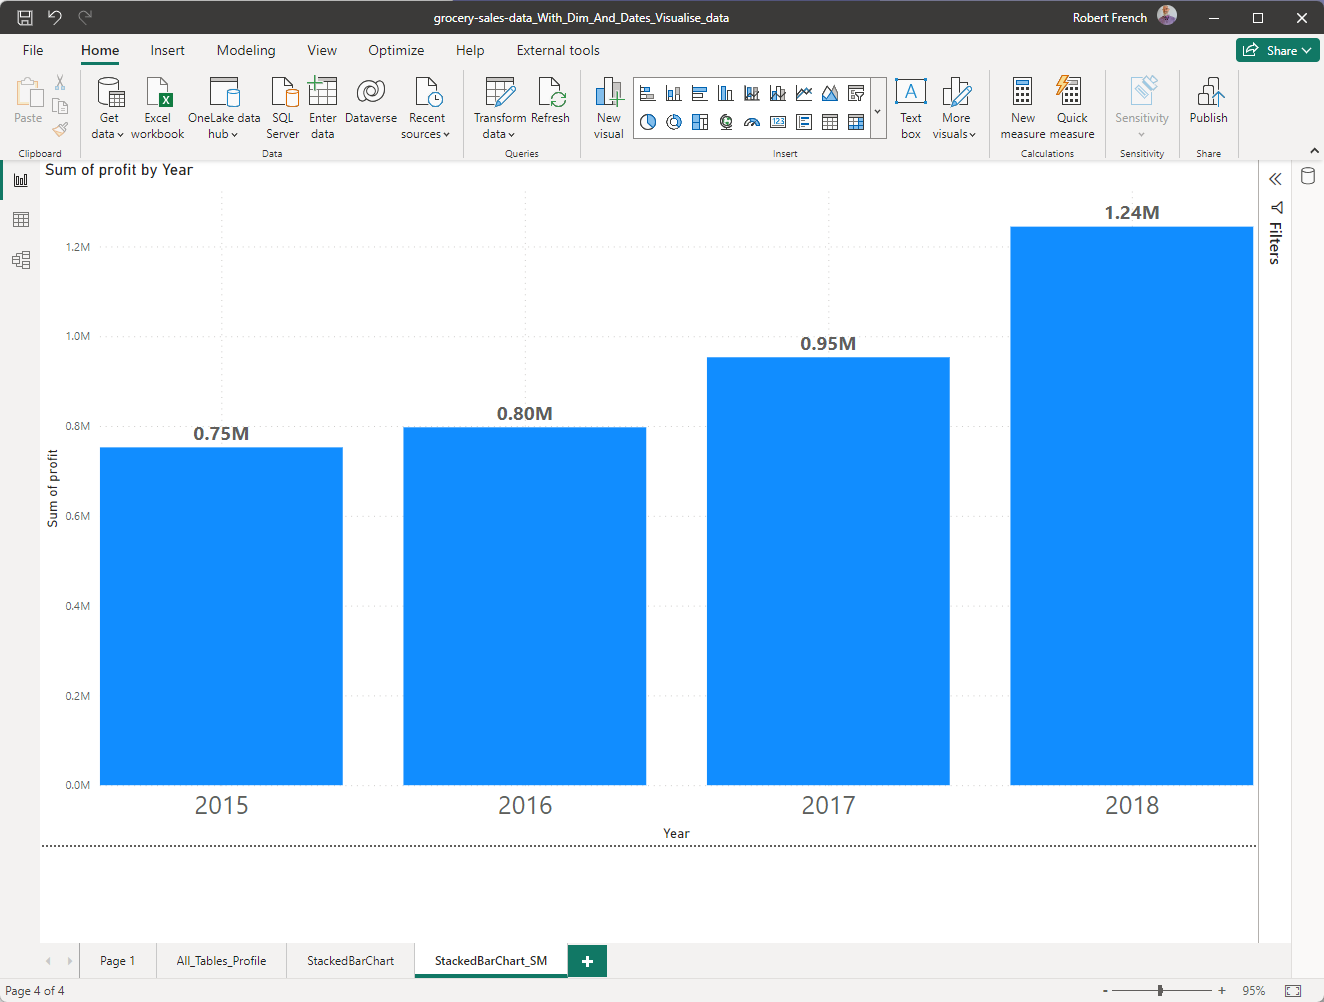 grocery-sales-data_With_Dim_And_Dates_Visualise_data
Robert French
File Home Insert Modeling View Optimize Help External tools
Share
Paste
Get data
Excel workbook
OneLake data hub
SQL Server
Enter data
Dataverse
Recent sources
Transform data
Refresh
New visual
123
A
Text box
More visuals
New measure
Quick measure
Sensitivity
Publish
Clipboard Data Queries Insert Calculations Sensitivity Share
Sum of profit by Year
Filters
1.24M
1.2M
1.0M
0.95M
0.8M
0.80M
0.75M
Sum of profit
0.6M
0.4M
0.2M
0.0M
2015 2016 2017 2018
Year
Page 1 All_Tables_Profile StackedBarChart StackedBarChart_SM +
Page 4 of 4
- + 95%